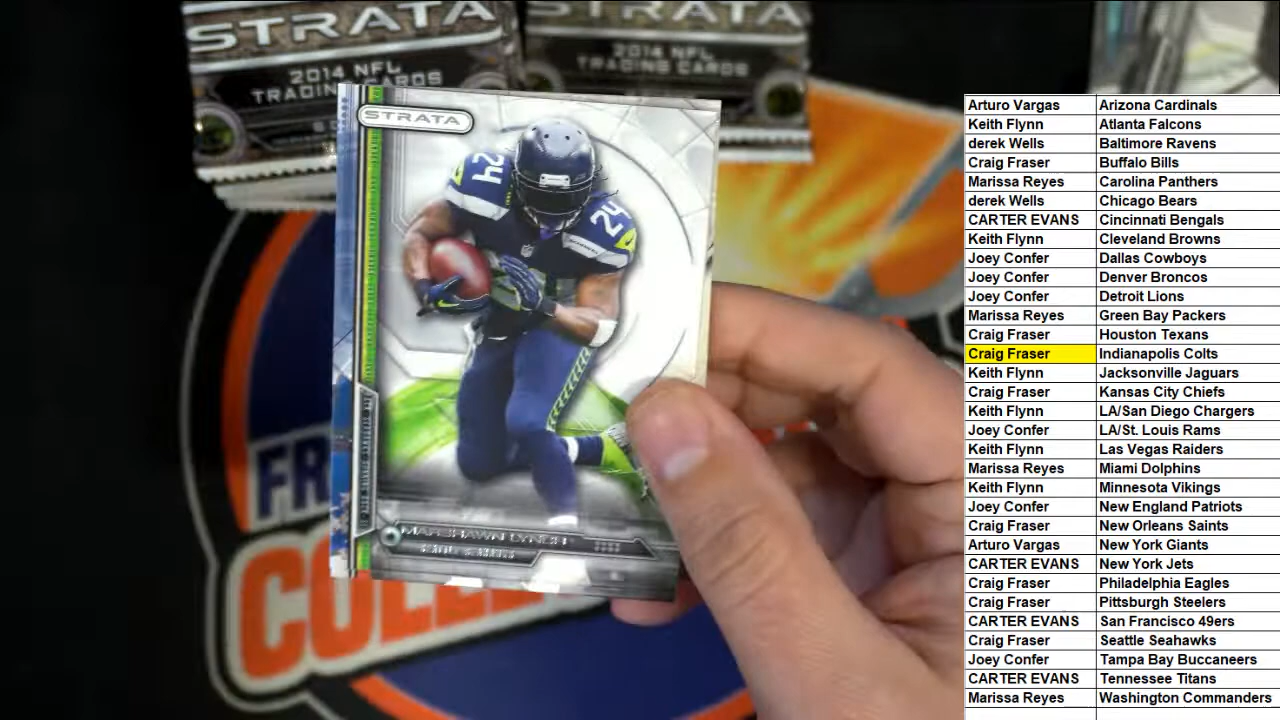 STRATA
2014 NFL
TRADING CARDS
STRATA
2014 NFL
TRADING CARDS
STRATA
24
24
MARSHAWN LYNCH
FR
COLLE
Arturo Vargas Arizona Cardinals
Keith Flynn Atlanta Falcons
derek Wells Baltimore Ravens
Craig Fraser Buffalo Bills
Marissa Reyes Carolina Panthers
derek Wells Chicago Bears
CARTER EVANS Cincinnati Bengals
Keith Flynn Cleveland Browns
Joey Confer Dallas Cowboys
Joey Confer Denver Broncos
Joey Confer Detroit Lions
Marissa Reyes Green Bay Packers
Craig Fraser Houston Texans
Craig Fraser Indianapolis Colts
Keith Flynn Jacksonville Jaguars
Craig Fraser Kansas City Chiefs
Keith Flynn LA/San Diego Chargers
Joey Confer LA/St. Louis Rams
Keith Flynn Las Vegas Raiders
Marissa Reyes Miami Dolphins
Keith Flynn Minnesota Vikings
Joey Confer New England Patriots
Craig Fraser New Orleans Saints
Arturo Vargas New York Giants
CARTER EVANS New York Jets
Craig Fraser Philadelphia Eagles
Craig Fraser Pittsburgh Steelers
CARTER EVANS San Francisco 49ers
Craig Fraser Seattle Seahawks
Joey Confer Tampa Bay Buccaneers
CARTER EVANS Tennessee Titans
Marissa Reyes Washington Commanders